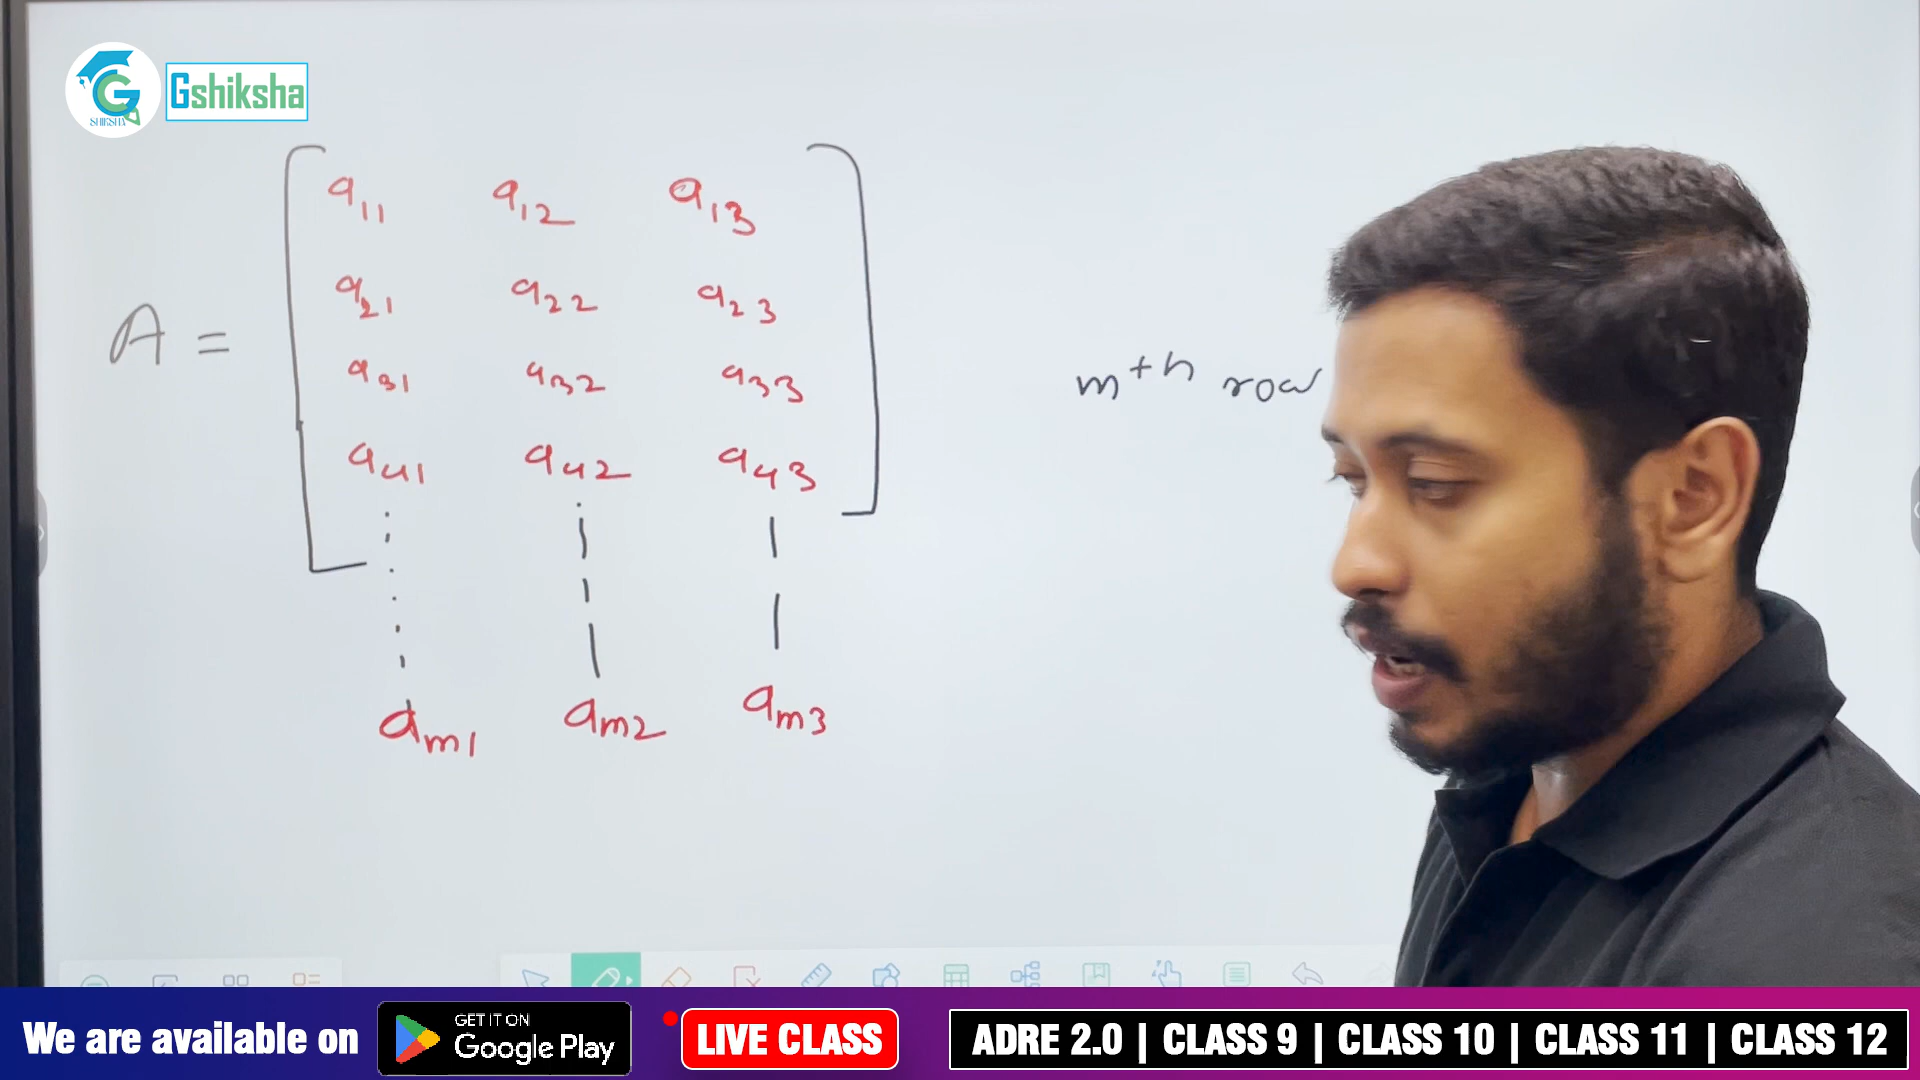 G
SHIKSHA
Gshiksha
a11 a12 a13
a21 a22 a23
A =
a31 a32 a33
m^th row
a41 a42 a43
am1 am2 am3
We are available on
GET IT ON
Google Play
LIVE CLASS
ADRE 2.0 | CLASS 9 | CLASS 10 | CLASS 11 | CLASS 12